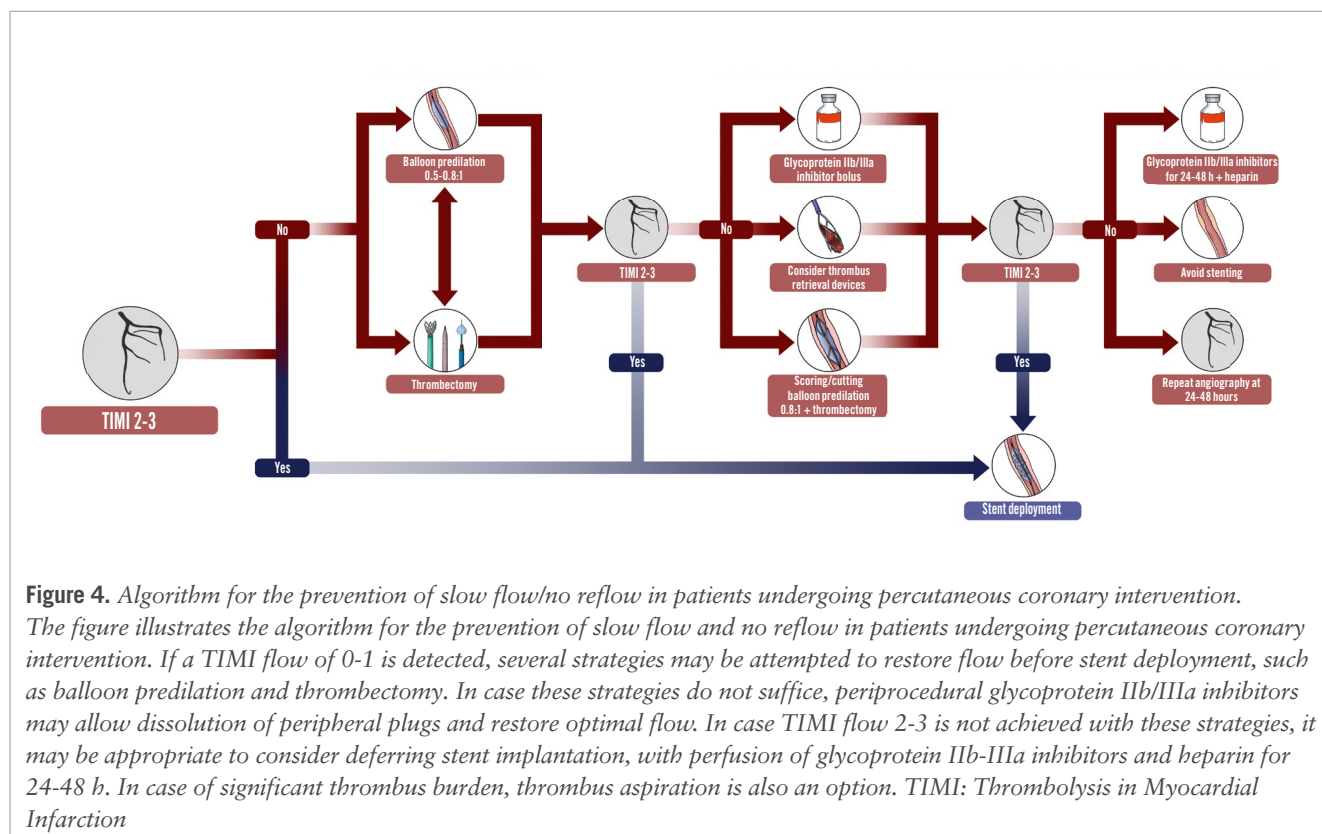 Balloon predilation
0.5-0.8:1
Glycoprotein IIb/IIIa
inhibitor bolus
Glycoprotein IIb/IIIa inhibitors
for 24-48 h + heparin
No
TIMI 2-3
No
Consider thrombus
retrieval devices
TIMI 2-3
No
Avoid stenting
Thrombectomy
Yes
Scoring/cutting
balloon predilation
0.8:1 + thrombectomy
Yes
Repeat angiography at
24-48 hours
TIMI 2-3
Yes
Stent deployment
Figure 4. Algorithm for the prevention of slow flow/no reflow in patients undergoing percutaneous coronary intervention.
The figure illustrates the algorithm for the prevention of slow flow and no reflow in patients undergoing percutaneous coronary
intervention. If a TIMI flow of 0-1 is detected, several strategies may be attempted to restore flow before stent deployment, such
as balloon predilation and thrombectomy. In case these strategies do not suffice, periprocedural glycoprotein IIb/IIIa inhibitors
may allow dissolution of peripheral plugs and restore optimal flow. In case TIMI flow 2-3 is not achieved with these strategies, it
may be appropriate to consider deferring stent implantation, with perfusion of glycoprotein IIb-IIIa inhibitors and heparin for
24-48 h. In case of significant thrombus burden, thrombus aspiration is also an option. TIMI: Thrombolysis in Myocardial
Infarction